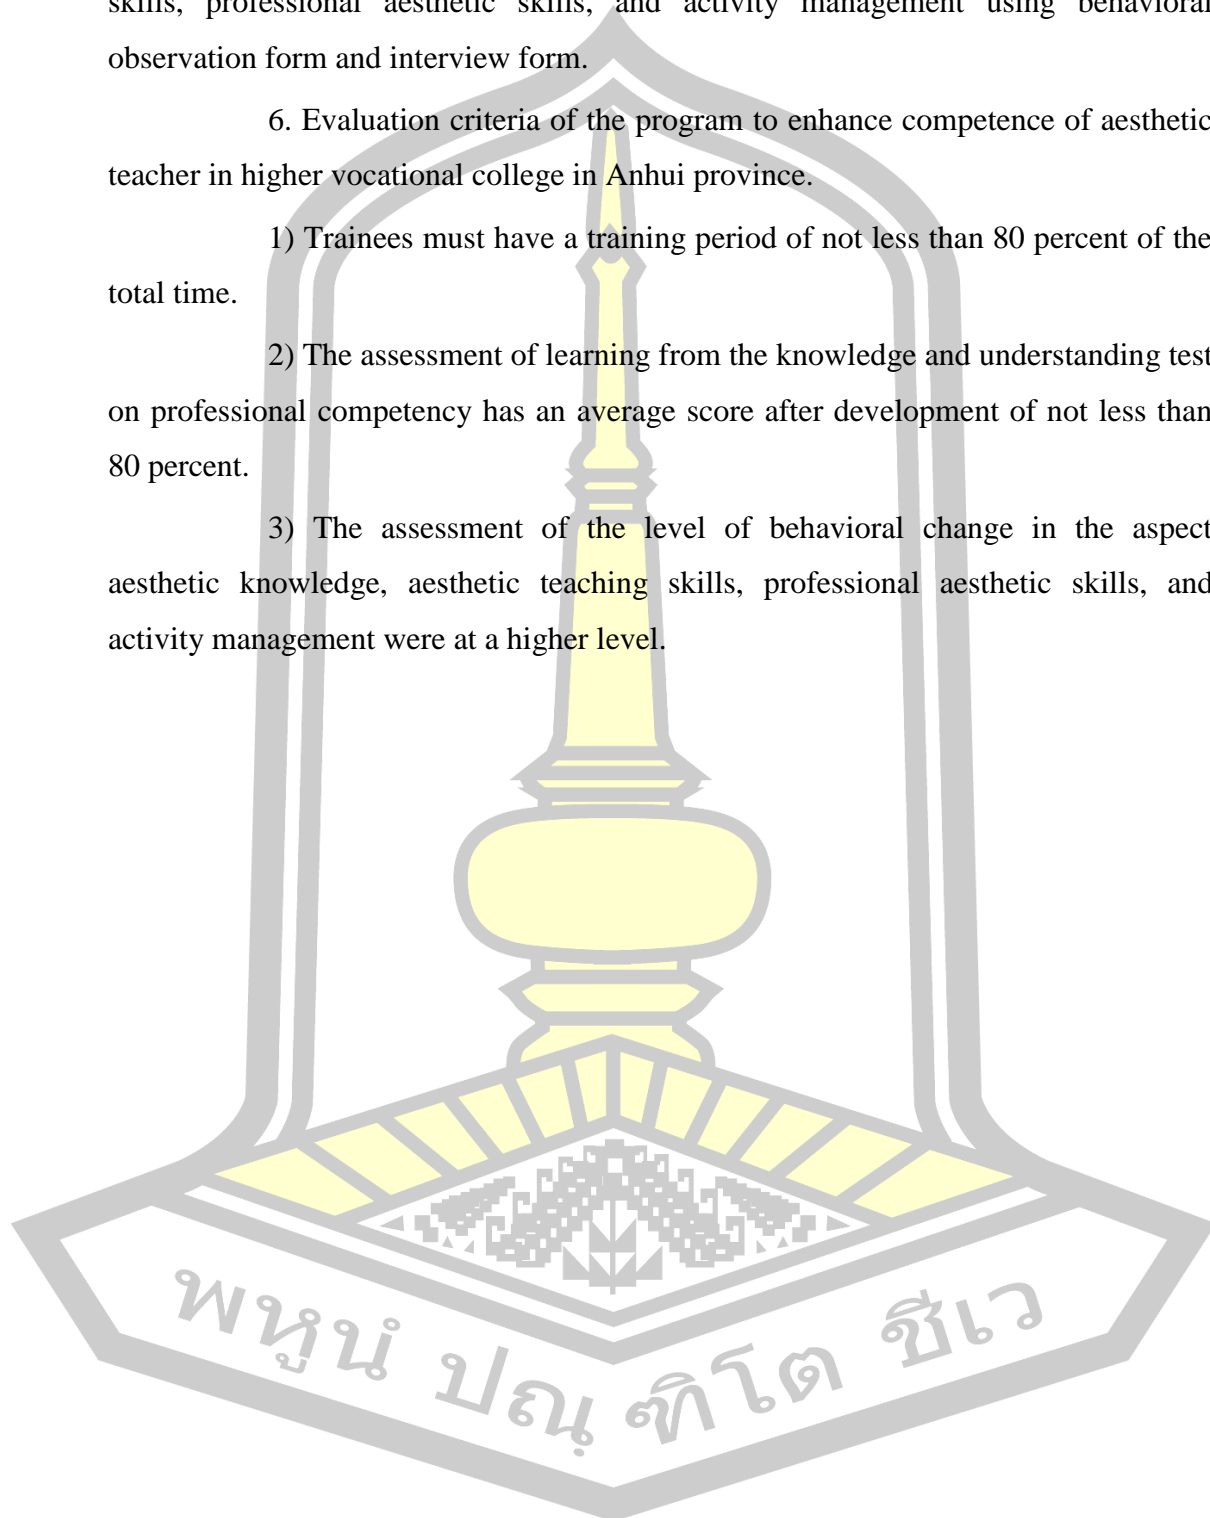 skills, professional aesthetic skills, and activity management using behavioral
observation form and interview form.
6. Evaluation criteria of the program to enhance competence of aesthetic
teacher in higher vocational college in Anhui province.
1) Trainees must have a training period of not less than 80 percent of the
total time.
2) The assessment of learning from the knowledge and understanding test
on professional competency has an average score after development of not less than
80 percent.
3) The assessment of the level of behavioral change in the aspect
aesthetic knowledge, aesthetic teaching skills, professional aesthetic skills, and
activity management were at a higher level.
พหูนํ ปณฺฑิโต ชีเว